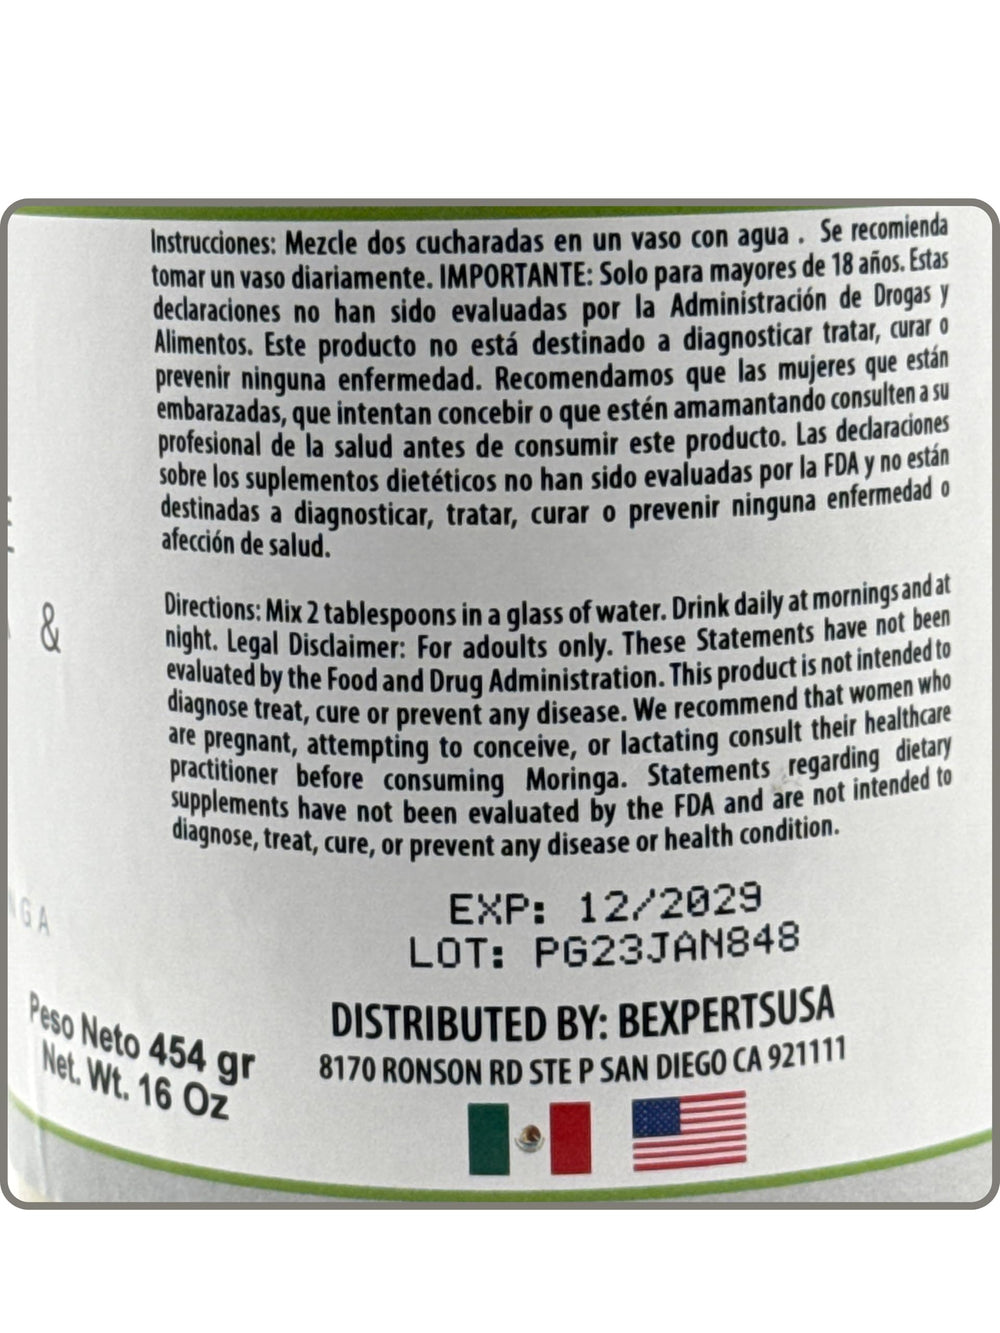 Instrucciones: Mezcle dos cucharadas en un vaso con agua . Se recomienda
tomar un vaso diariamente. IMPORTANTE: Solo para mayores de 18 años. Estas
declaraciones no han sido evaluadas por la Administración de Drogas y
Alimentos. Este producto no está destinado a diagnosticar tratar, curar o
prevenir ninguna enfermedad. Recomendamos que las mujeres que están
embarazadas, que intentan concebir o que estén amamantando consulten a su
profesional de la salud antes de consumir este producto. Las declaraciones
sobre los suplementos dietéticos no han sido evaluadas por la FDA y no están
destinadas a diagnosticar, tratar, curar o prevenir ninguna enfermedad o
afección de salud.
&
Directions: Mix 2 tablespoons in a glass of water. Drink daily at mornings and at
night. Legal Disclaimer: For adoults only. These Statements have not been
evaluated by the Food and Drug Administration. This product is not intended to
diagnose treat, cure or prevent any disease. We recommend that women who
are pregnant, attempting to conceive, or lactating consult their healthcare
practitioner before consuming Moringa. Statements regarding dietary
supplements have not been evaluated by the FDA and are not intended to
diagnose, treat, cure, or prevent any disease or health condition.
GA
EXP: 12/2029
LOT: PG23JAN848
Peso Neto 454 gr
Net. Wt. 16 Oz
DISTRIBUTED BY: BEXPERTSUSA
8170 RONSON RD STE P SAN DIEGO CA 921111